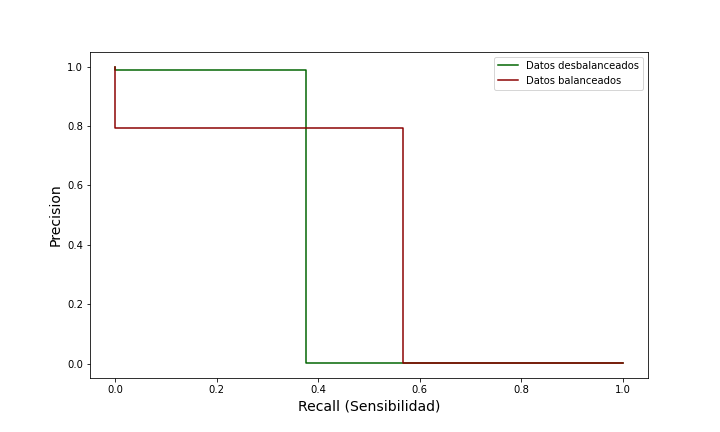 Datos desbalanceados
Datos balanceados
1.0
0.8
0.6
0.4
0.2
0.0
Precision
0.0 0.2 0.4 0.6 0.8 1.0
Recall (Sensibilidad)